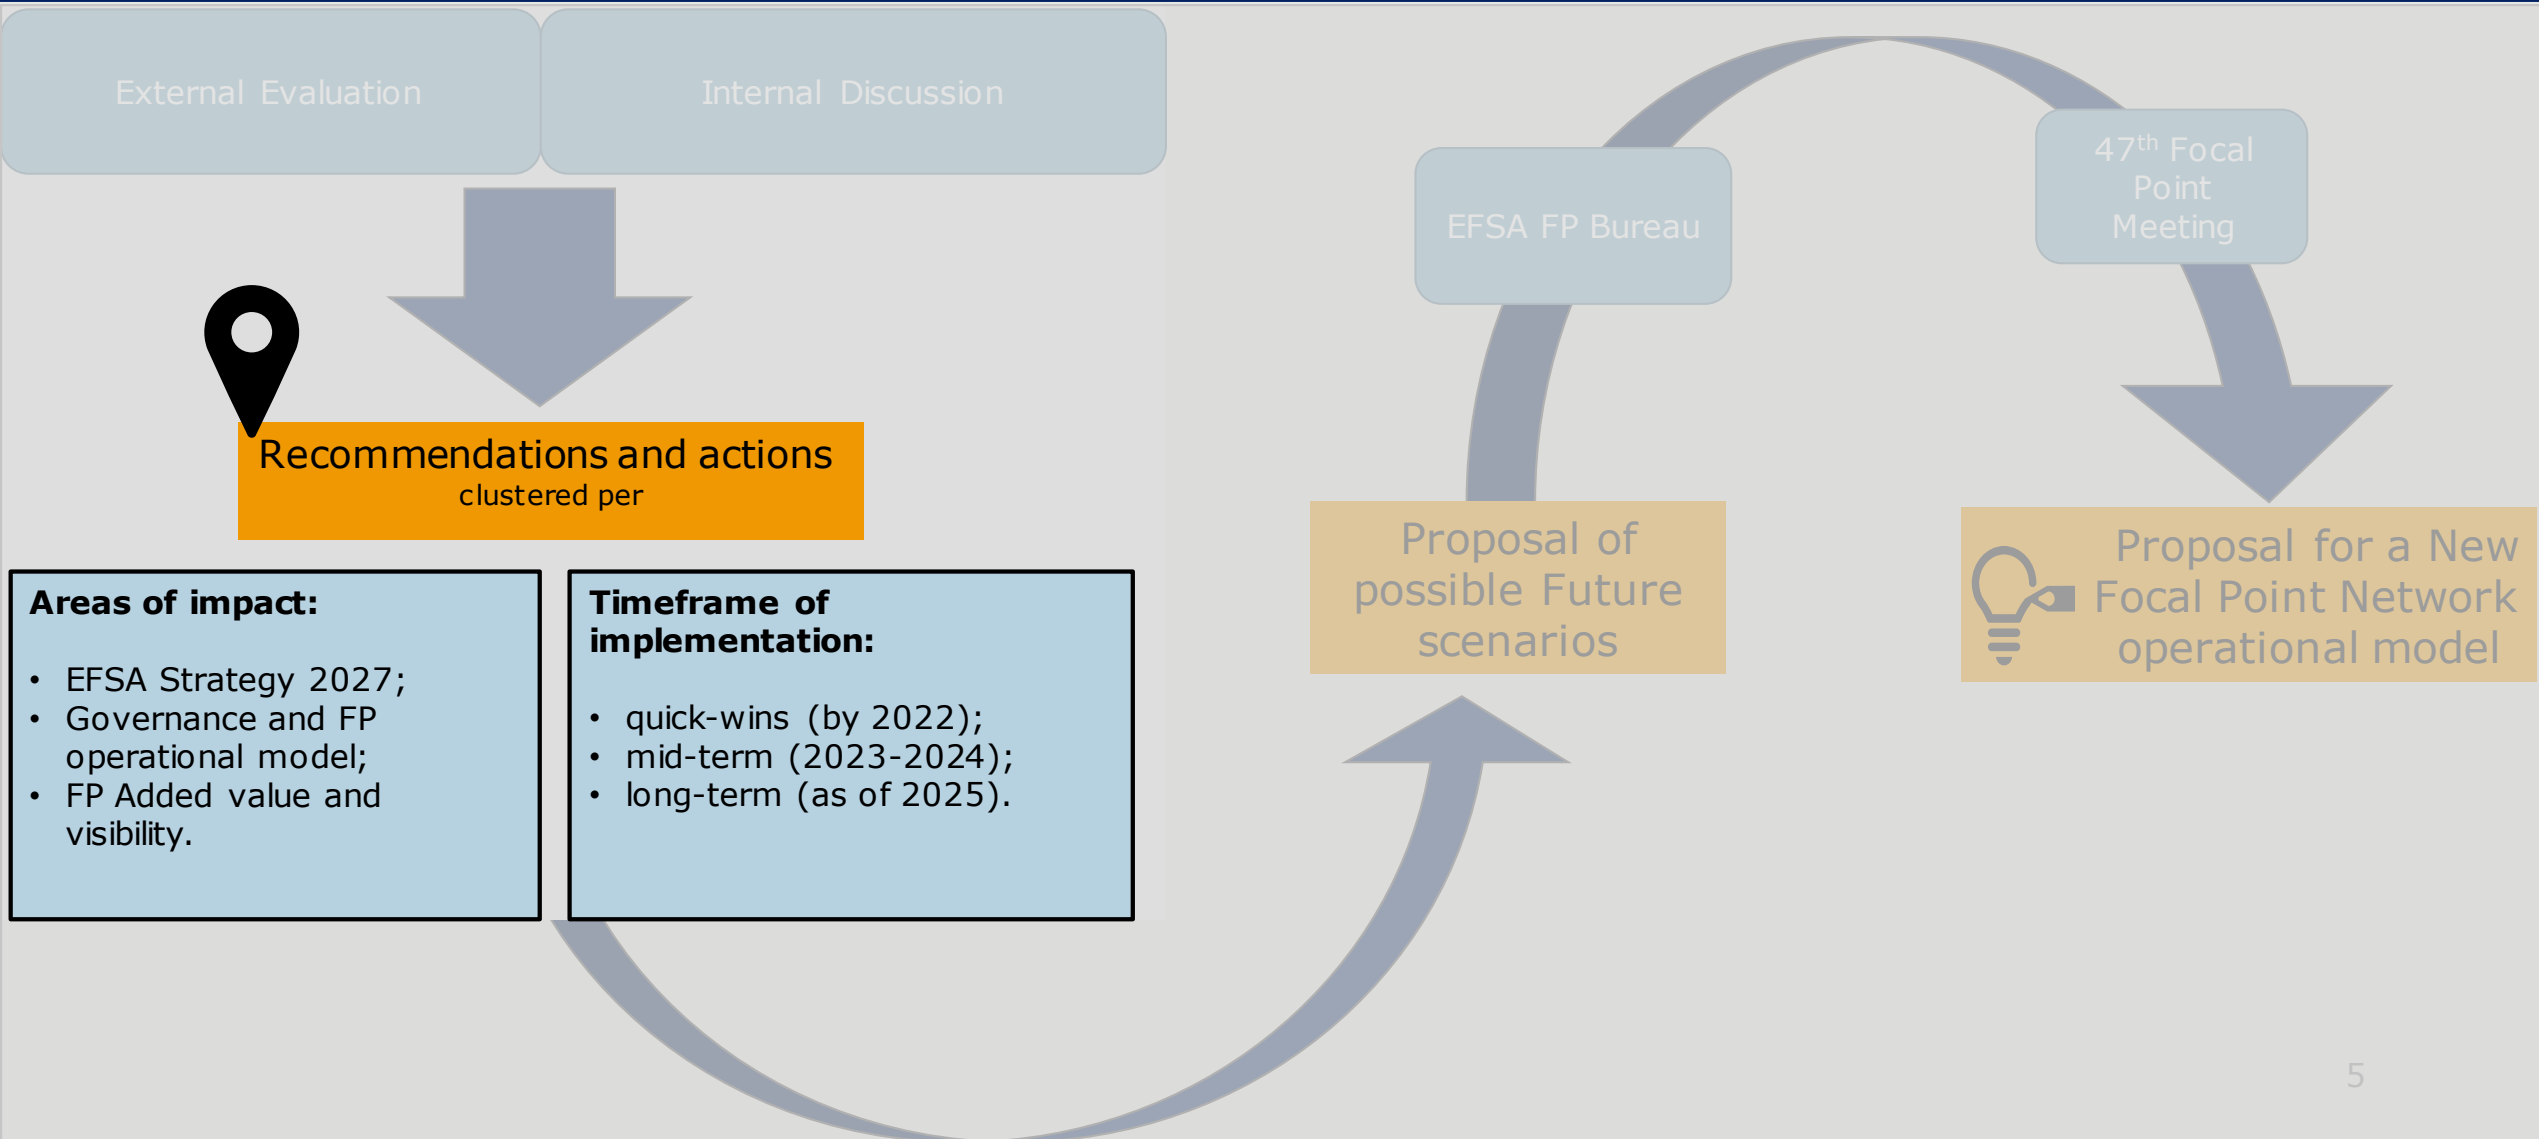 External Evaluation
Internal Discussion
Recommendations and actions
clustered per
Areas of impact:
• EFSA Strategy 2027;
• Governance and FP
operational model;
• FP Added value and
visibility.
Timeframe of
implementation:
• quick-wins (by 2022);
• mid-term (2023-2024);
• long-term (as of 2025).
Proposal of
possible Future
scenarios
EFSA FP Bureau
47th Focal
Point
Meeting
Proposal for a New
Focal Point Network
operational model
5